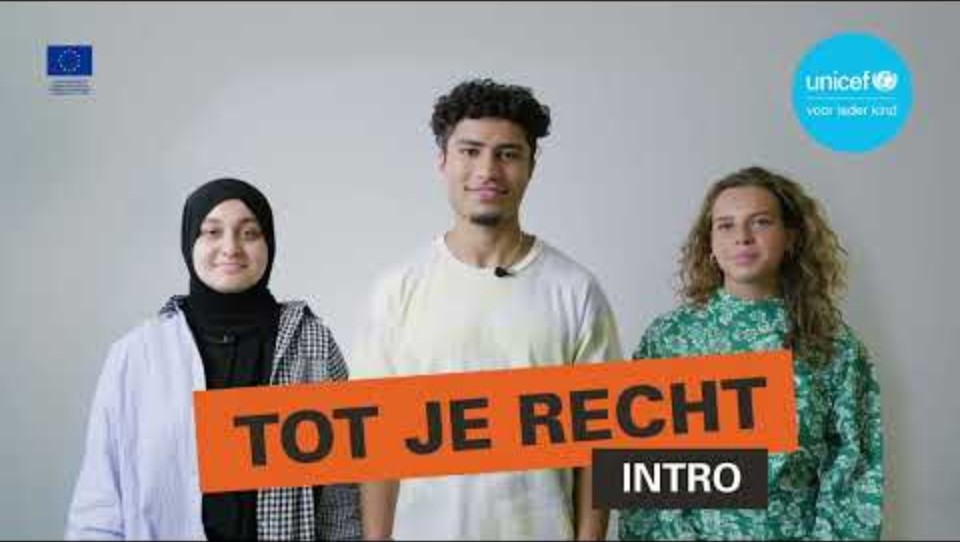 unicef
voor ieder kind
TOT JE RECHT
INTRO